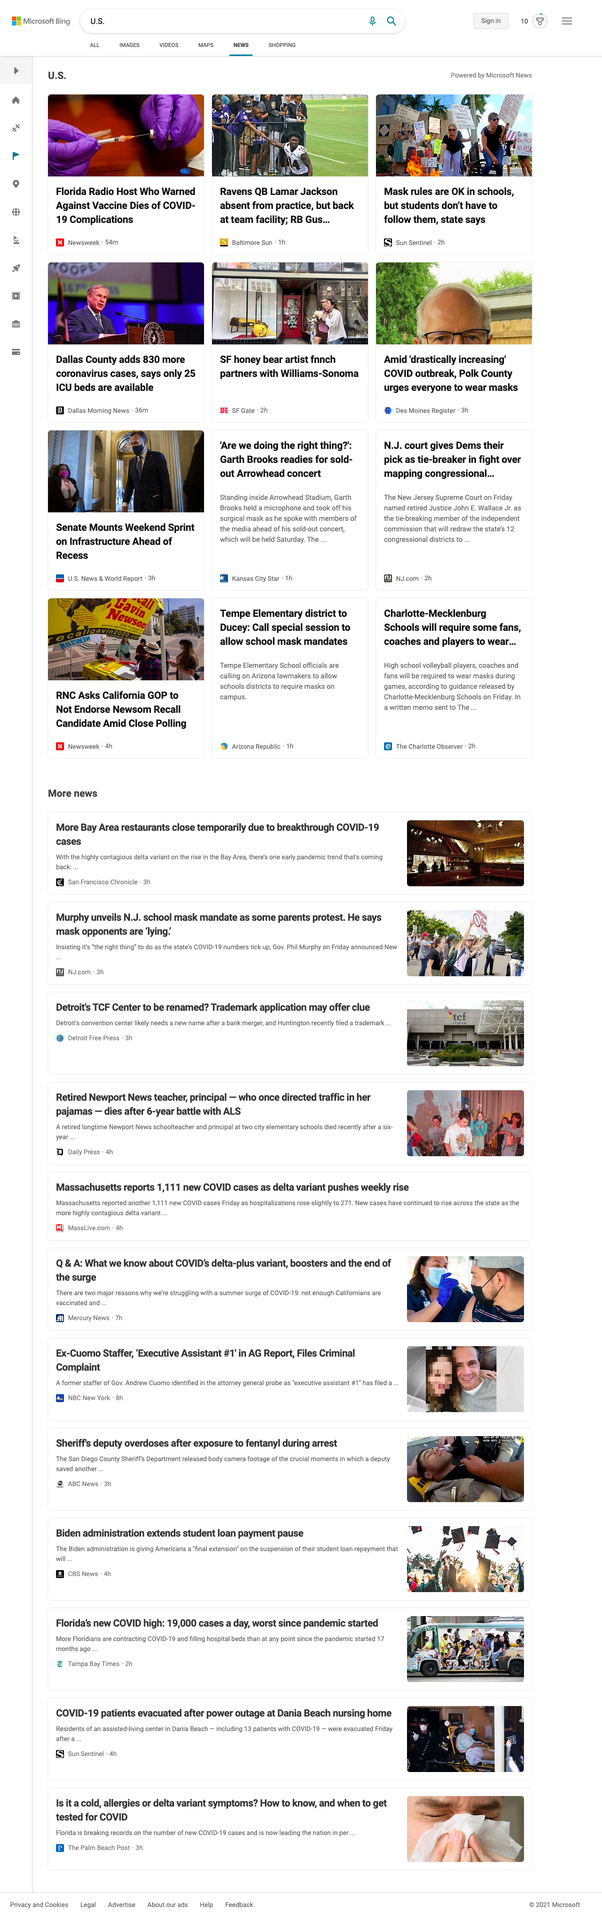 Microsoft Bing
U.S.
Sign in
10
ALL
IMAGES
VIDEOS
MAPS
NEWS
SHOPPING
U.S.
Powered by Microsoft News
Florida Radio Host Who Warned
Against Vaccine Dies of COVID-
19 Complications
Newsweek · 54m
Ravens QB Lamar Jackson
absent from practice, but back
at team facility; RB Gus...
Baltimore Sun · 1h
Mask rules are OK in schools,
but students don't have to
follow them, state says
Sun Sentinel · 2h
Dallas County adds 830 more
coronavirus cases, says only 25
ICU beds are available
Dallas Morning News · 36m
SF honey bear artist fnnch
partners with Williams-Sonoma
SF Gate · 2h
Amid 'drastically increasing'
COVID outbreak, Polk County
urges everyone to wear masks
Des Moines Register · 3h
Senate Mounts Weekend Sprint
on Infrastructure Ahead of
Recess
U.S. News & World Report · 3h
'Are we doing the right thing?':
Garth Brooks readies for sold-
out Arrowhead concert
Standing inside Arrowhead Stadium, Garth
Brooks held a microphone and took off his
surgical mask as he spoke with members of
the media ahead of his sold-out concert,
which will be held Saturday. The ...
Kansas City Star · 1h
N.J. court gives Dems their
pick as tie-breaker in fight over
mapping congressional...
The New Jersey Supreme Court on Friday
named retired Justice John E. Wallace Jr. as
the tie-breaking member of the independent
commission that will redraw the state's 12
congressional districts to ...
NJ.com · 2h
RNC Asks California GOP to
Not Endorse Newsom Recall
Candidate Amid Close Polling
Newsweek · 4h
Tempe Elementary district to
Ducey: Call special session to
allow school mask mandates
Tempe Elementary School officials are
calling on Arizona lawmakers to allow
schools districts to require masks on
campus.
Arizona Republic · 1h
Charlotte-Mecklenburg
Schools will require some fans,
coaches and players to wear...
High school volleyball players, coaches and
fans will be required to wear masks during
games, according to guidance released by
Charlotte-Mecklenburg Schools on Friday. In
a written memo sent to The ...
The Charlotte Observer · 2h
More news
More Bay Area restaurants close temporarily due to breakthrough COVID-19
cases
With the highly contagious delta variant on the rise in the Bay Area, there's one early pandemic trend that's coming
back: ...
San Francisco Chronicle · 3h
Murphy unveils N.J. school mask mandate as some parents protest. He says
mask opponents are 'lying.'
Insisting it's "the right thing" to do as the state's COVID-19 numbers tick up, Gov. Phil Murphy on Friday announced New
...
NJ.com · 3h
Detroit's TCF Center to be renamed? Trademark application may offer clue
Detroit's convention center likely needs a new name after a bank merger, and Huntington recently filed a trademark ...
Detroit Free Press · 3h
tcf
Retired Newport News teacher, principal — who once directed traffic in her
pajamas — dies after 6-year battle with ALS
A retired longtime Newport News schoolteacher and principal at two city elementary schools died recently after a six-
year ...
Daily Press · 4h
Massachusetts reports 1,111 new COVID cases as delta variant pushes weekly rise
Massachusetts reported another 1,111 new COVID cases Friday as hospitalizations rose slightly to 271. New cases have continued to rise across the state as the
more highly contagious delta variant ...
MassLive.com · 4h
Q & A: What we know about COVID's delta-plus variant, boosters and the end of
the surge
There are two major reasons why we're struggling with a summer surge of COVID-19: not enough Californians are
vaccinated and ...
Mercury News · 7h
Ex-Cuomo Staffer, 'Executive Assistant #1' in AG Report, Files Criminal
Complaint
A former staffer of Gov. Andrew Cuomo identified in the attorney general probe as "executive assistant #1" has filed a ...
NBC New York · 8h
Sheriff's deputy overdoses after exposure to fentanyl during arrest
The San Diego County Sheriff's Department released body camera footage of the crucial moments in which a deputy
saved another ...
ABC News · 3h
Biden administration extends student loan payment pause
The Biden administration is giving Americans a "final extension" on the suspension of their student loan repayment that
will ...
CBS News · 4h
Florida's new COVID high: 19,000 cases a day, worst since pandemic started
More Floridians are contracting COVID-19 and filling hospital beds than at any point since the pandemic started 17
months ago ...
Tampa Bay Times · 2h
COVID-19 patients evacuated after power outage at Dania Beach nursing home
Residents of an assisted-living center in Dania Beach — including 13 patients with COVID-19 — were evacuated Friday
after a ...
Sun Sentinel · 4h
Is it a cold, allergies or delta variant symptoms? How to know, and when to get
tested for COVID
Florida is breaking records on the number of new COVID-19 cases and is now leading the nation in per ...
The Palm Beach Post · 3h
Privacy and Cookies
Legal
Advertise
About our ads
Help
Feedback
© 2021 Microsoft